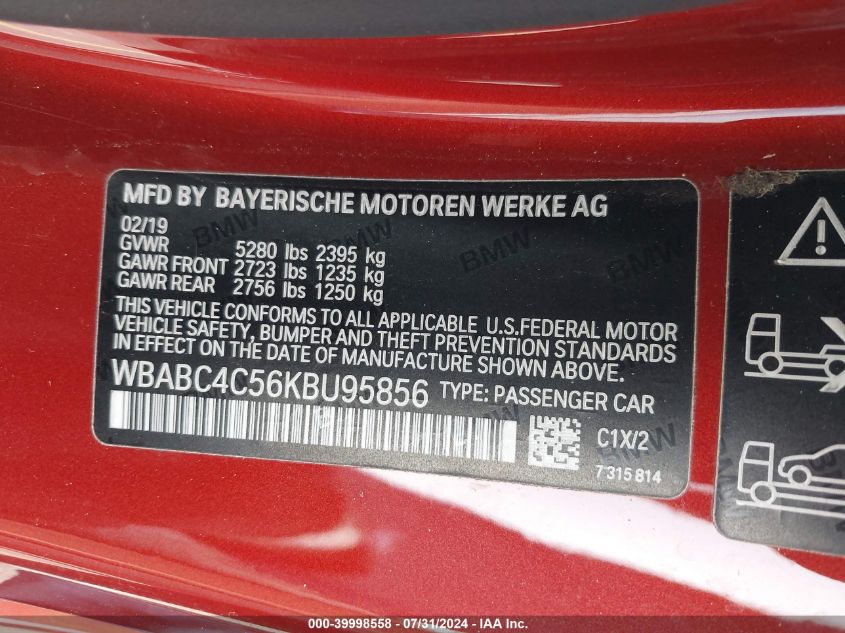 MFD BY BAYERISCHE MOTOREN WERKE AG
02/19
GVWR 5280 lbs 2395 kg
GAWR FRONT 2723 lbs 1235 kg
GAWR REAR 2756 lbs 1250 kg
THIS VEHICLE CONFORMS TO ALL APPLICABLE U.S.FEDERAL MOTOR
VEHICLE SAFETY, BUMPER AND THEFT PREVENTION STANDARDS
IN EFFECT ON THE DATE OF MANUFACTURE SHOWN ABOVE.
WBABC4C56KBU95856 TYPE: PASSENGER CAR
C1X/2
7 315 814
000-39998558 - 07/31/2024 - IAA Inc.